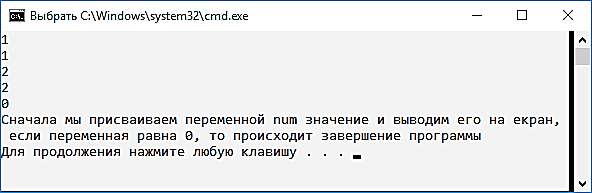 Выбрать C:\Windows\system32\cmd.exe
1
1
2
2
0
Сначала мы присваиваем переменной num значение и выводим его на екран,
если переменная равна 0, то происходит завершение программы
Для продолжения нажмите любую клавишу . . .